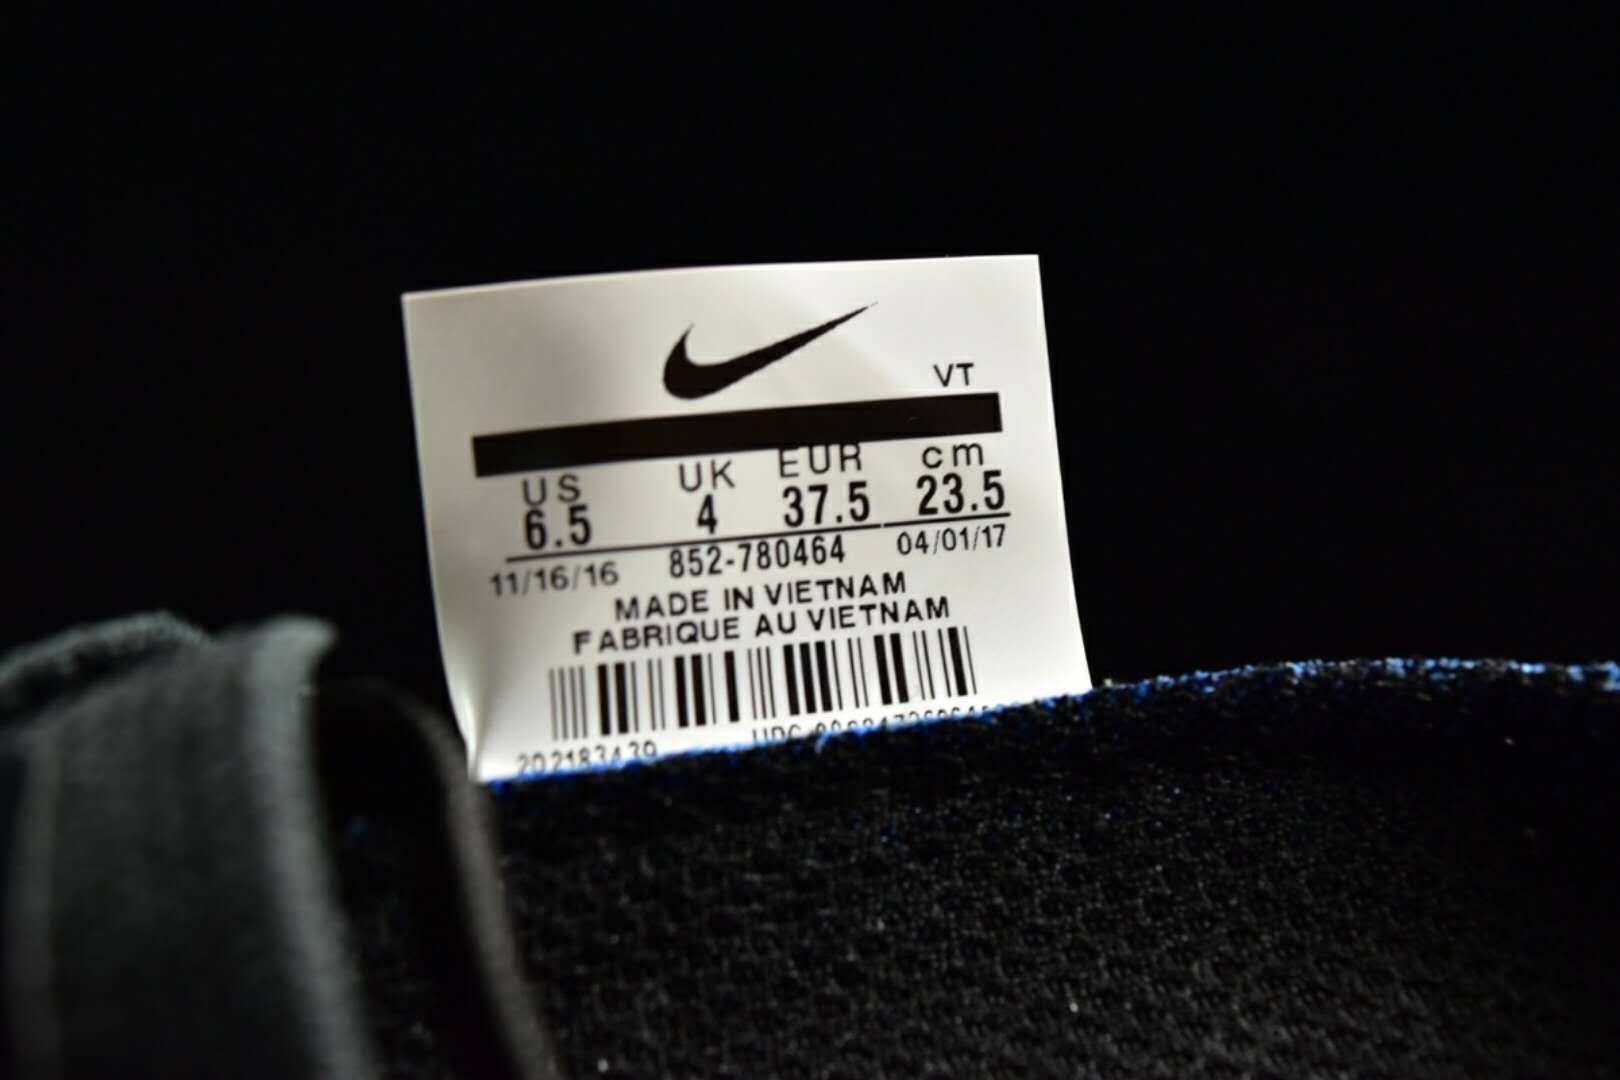 VT
US UK EUR cm
6.5 4 37.5 23.5
11/16/16 852-780464 04/01/17
MADE IN VIETNAM
FABRIQUE AU VIETNAM
202183439